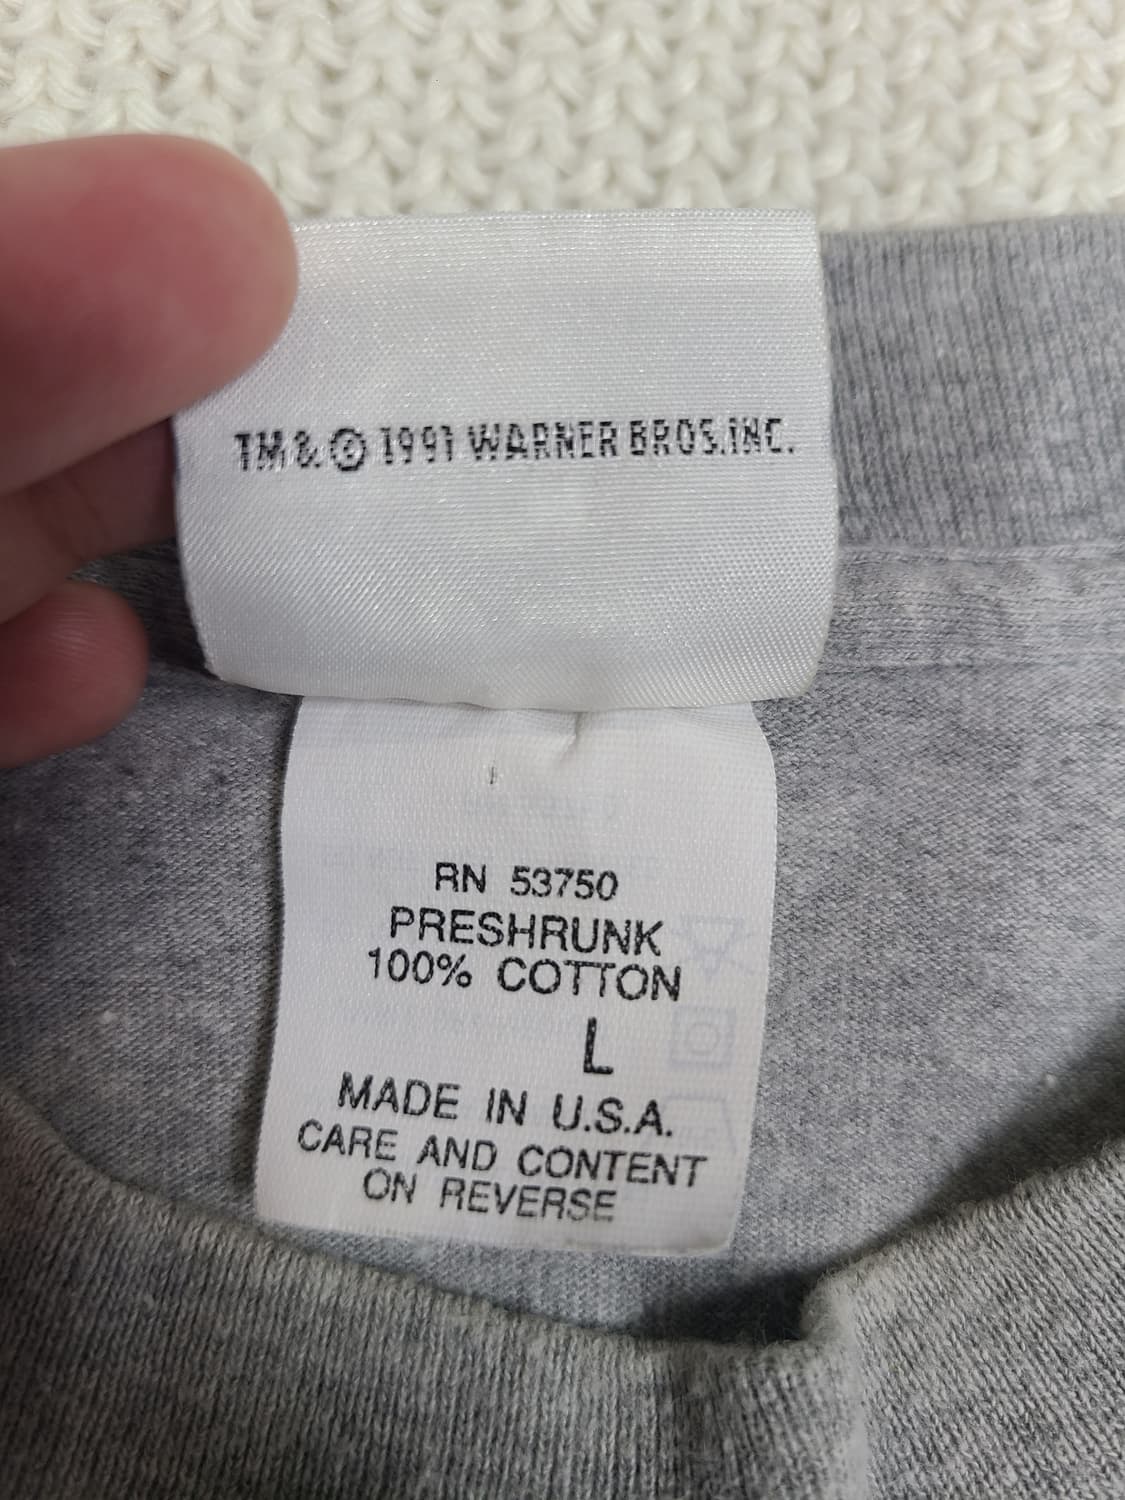 TM & © 1991 WARNER BROS.INC.
RN 53750
PRESHRUNK
100% COTTON
L
MADE IN U.S.A.
CARE AND CONTENT
ON REVERSE